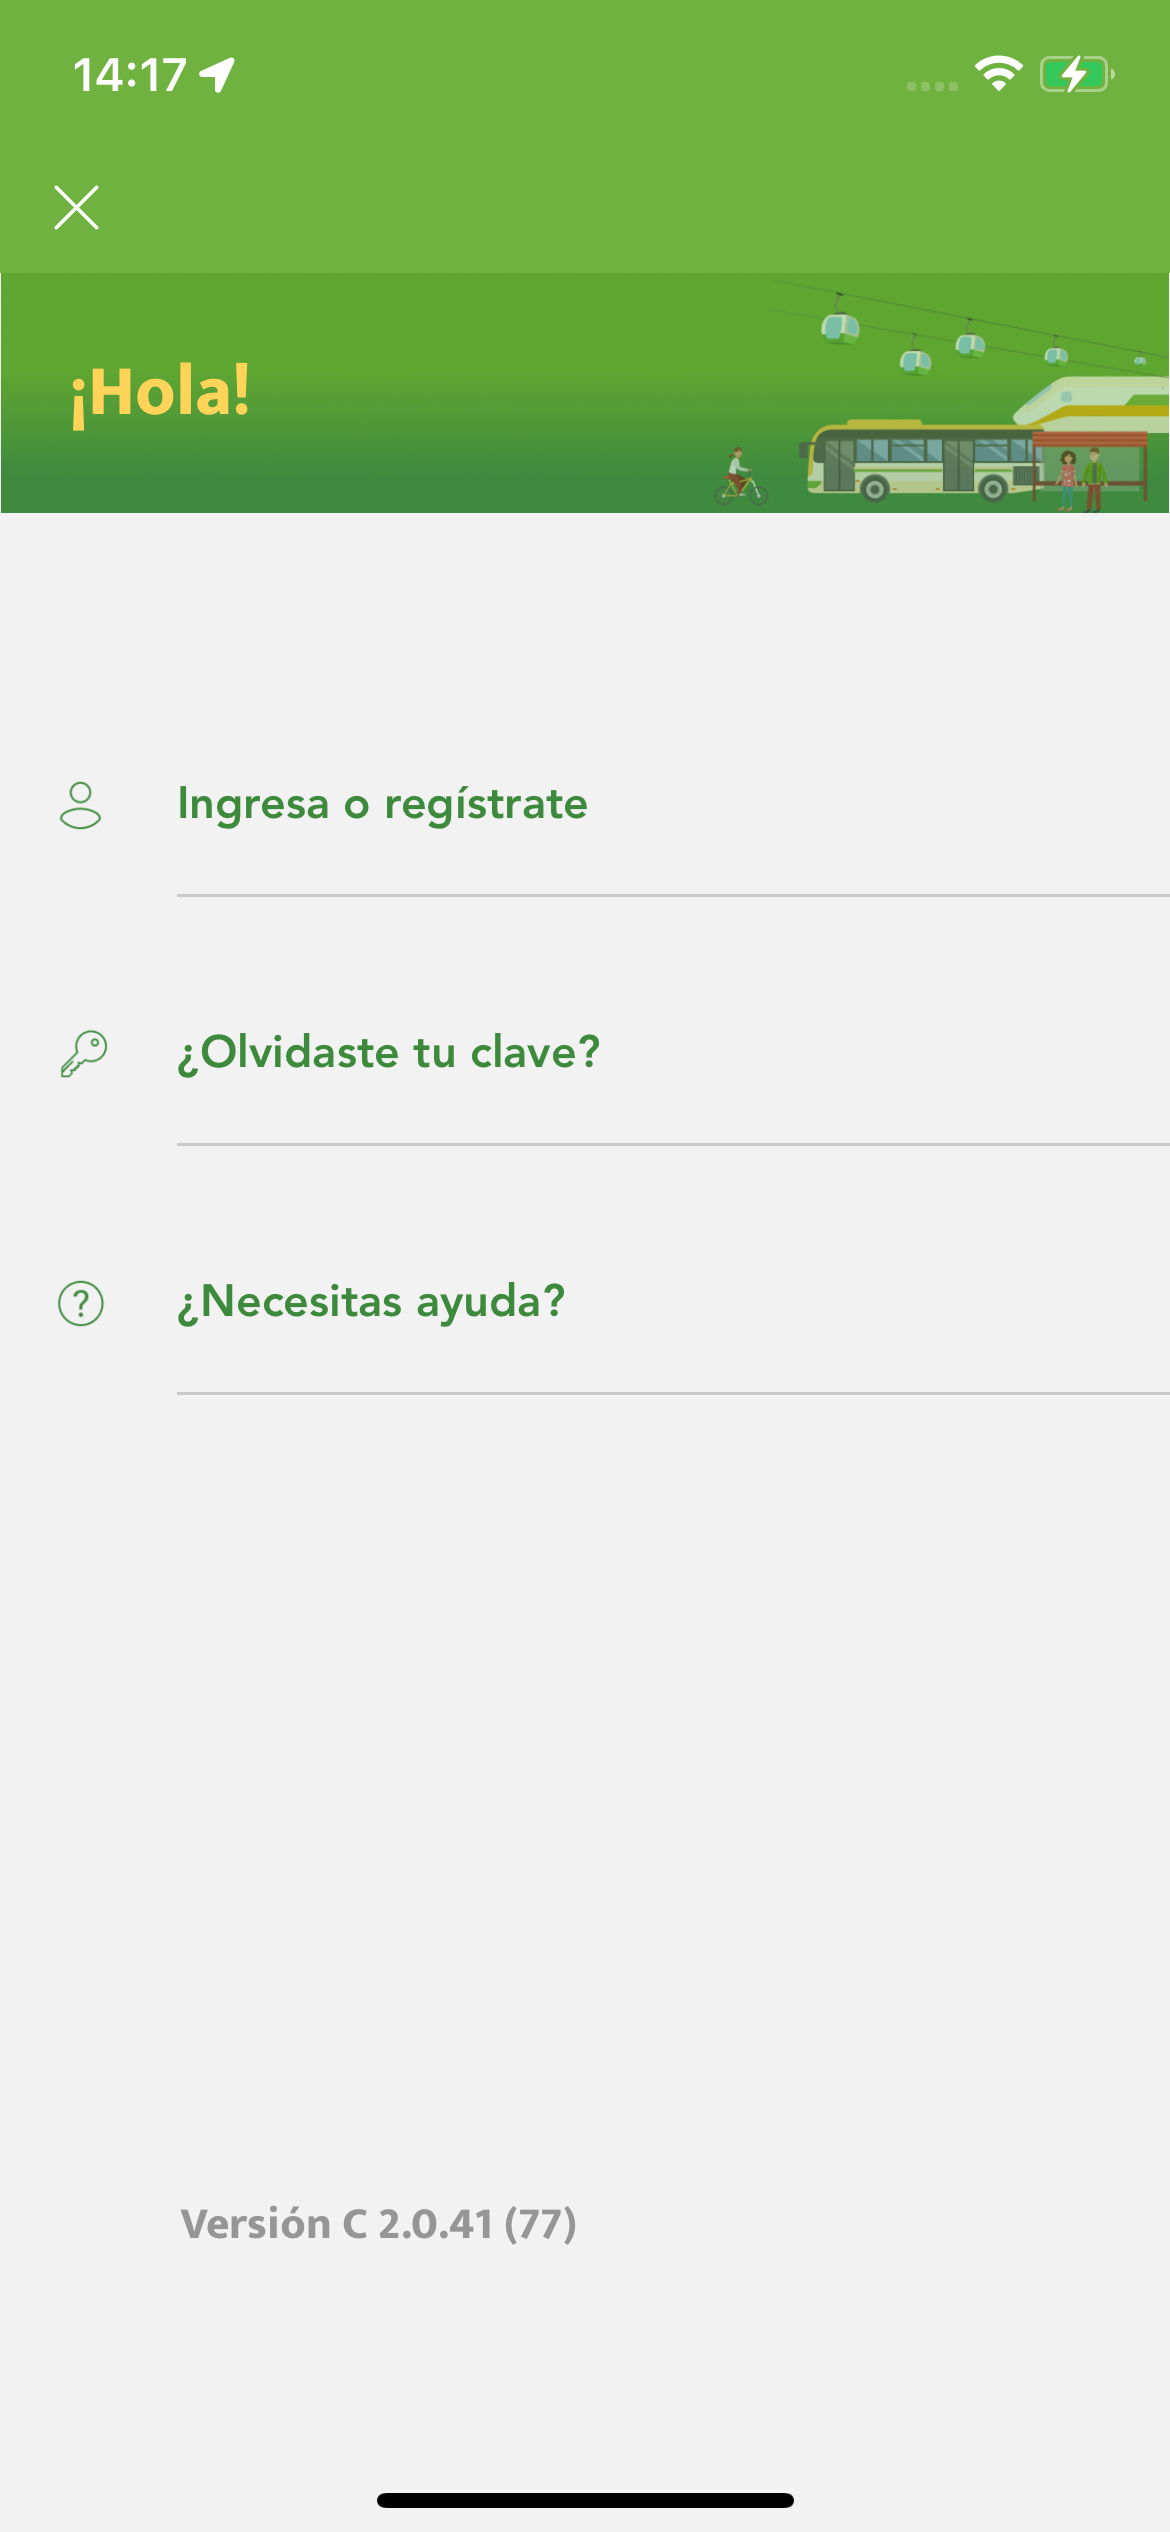 14:17
¡Hola!
Ingresa o regístrate
¿Olvidaste tu clave?
¿Necesitas ayuda?
Versión C 2.0.41 (77)